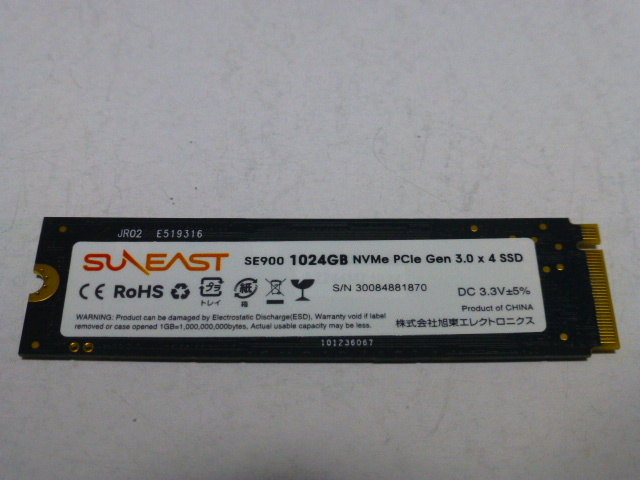 JR02 E519316
SUNEAST
SE900 1024GB NVMe PCIe Gen 3.0 x 4 SSD
CE RoHS プラ トレイ 紙 箱
S/N 30084881870
DC 3.3V±5%
Product of CHINA
WARNING: Product can be damaged by Electrostatic Discharge(ESD), Warranty void if label
removed or case opened 1GB=1,000,000,000bytes, Actual usable capacity may be less.
株式会社旭東エレクトロニクス
101236067